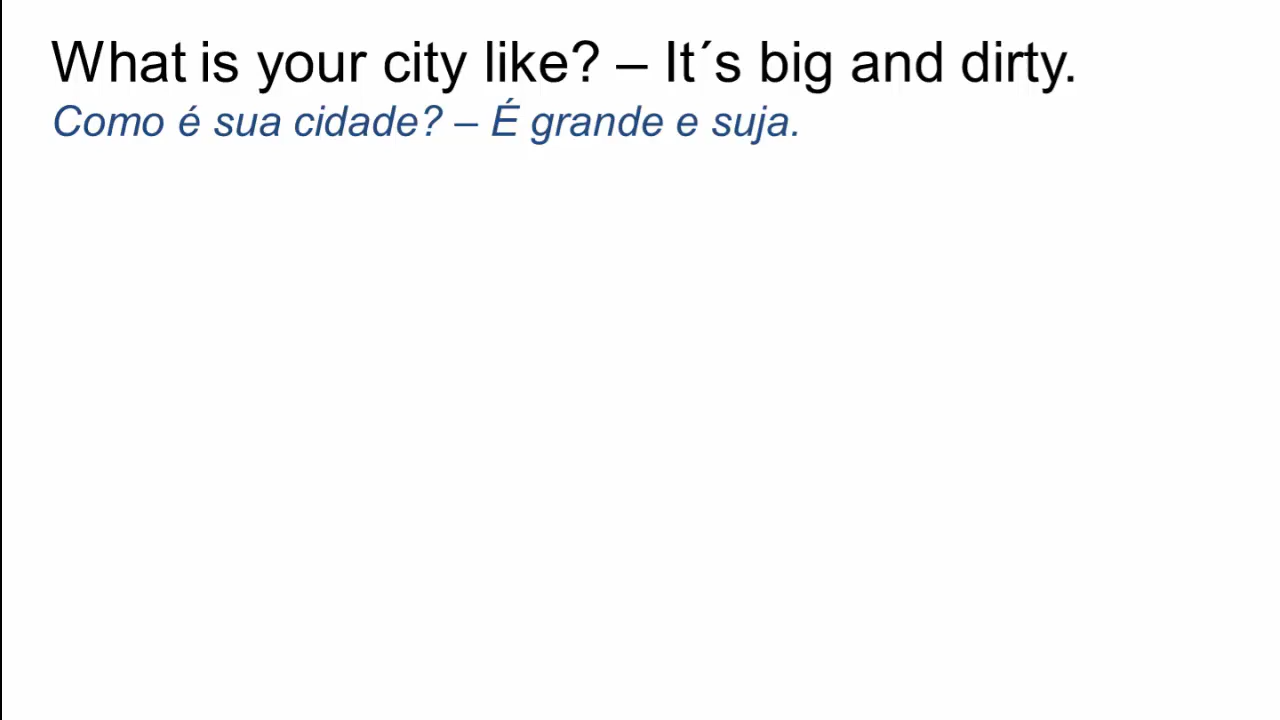 What is your city like? – It´s big and dirty.
Como é sua cidade? – É grande e suja.